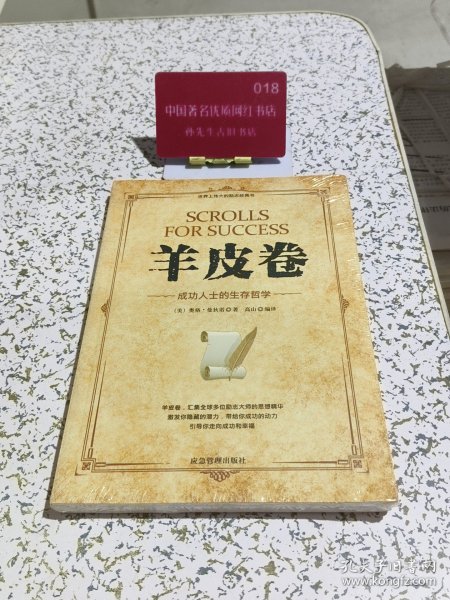 018
中国著名优质网红书店
孙先生古旧书店
世界上伟大的励志经典书
SCROLLS
FOR SUCCESS
羊皮卷
成功人士的生存哲学
（美）奥格·曼狄诺 著 高山 编译
羊皮卷，汇集全球多位励志大师的思想精华
激发你隐藏的潜力，带给你成功的动力
引导你走向成功和幸福
应急管理出版社
孔夫子旧书网
www.kongfz.com